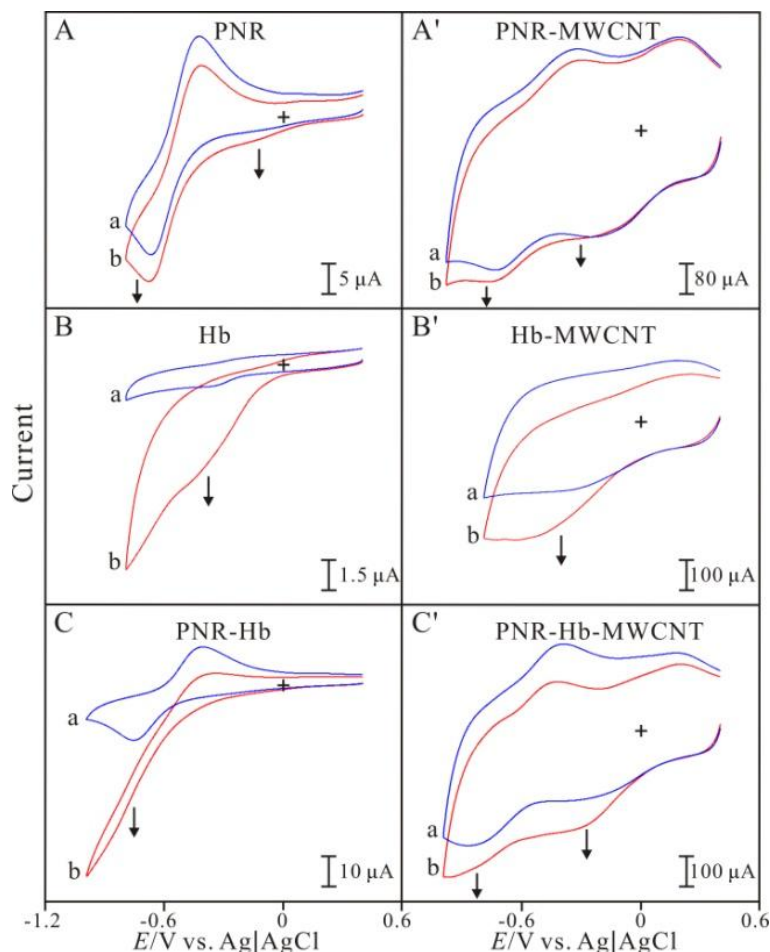 A PNR
a
b
5 μA
A' PNR-MWCNT
a
b
80 μA
B Hb
a
b
1.5 μA
B' Hb-MWCNT
a
b
100 μA
C PNR-Hb
a
b
10 μA
C' PNR-Hb-MWCNT
a
b
100 μA
Current
-1.2 -0.6 0 0.6
-0.6 0 0.6
E/V vs. Ag|AgCl
E/V vs. Ag|AgCl